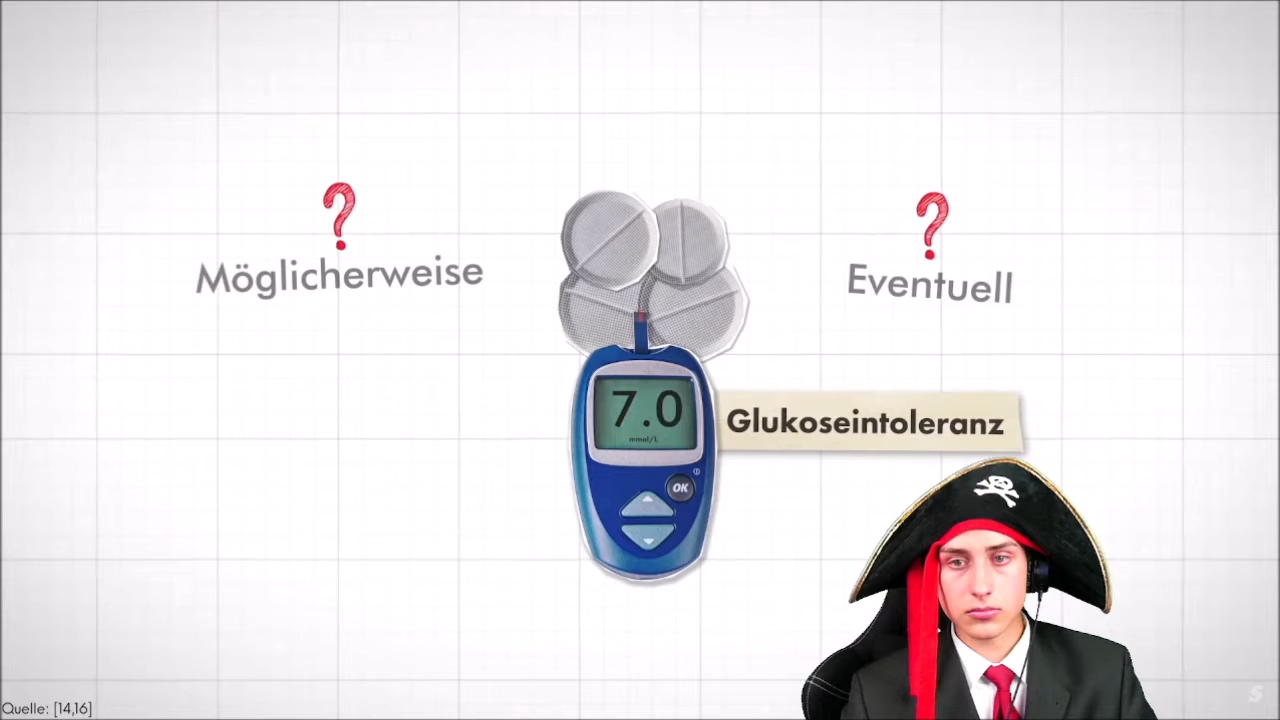 Möglicherweise
Eventuell
7.0
mmol/L
Glukoseintoleranz
OK
Quelle: [14,16]